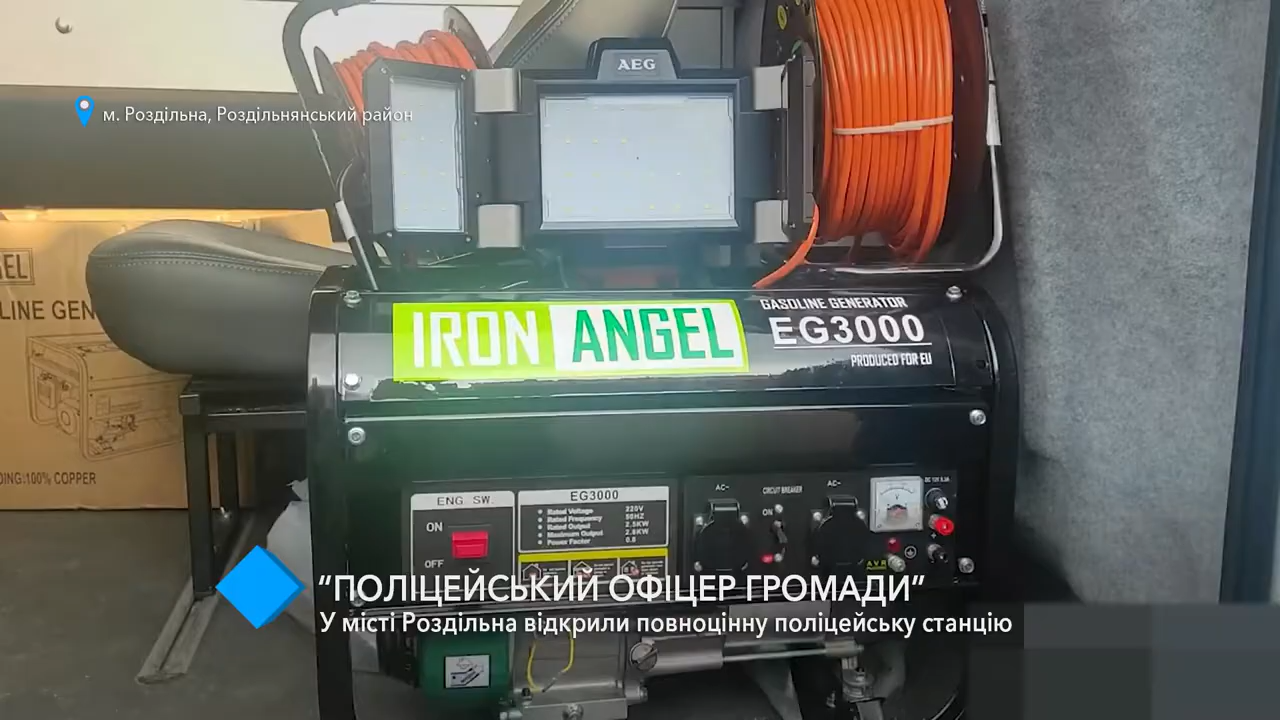 AEG
м. Роздільна, Роздільнянський район
EL
LINE GEN
DING:100% COPPER
IRON ANGEL
GASOLINE GENERATOR
EG3000
PRODUCED FOR EU
ENG. SW.
ON
OFF
EG3000
Rated Voltage 220V
Rated Frequency 50HZ
Rated Output 2.5KW
Maximum Output 2.8KW
Power Factor
AC~
CIRCUIT BREAKER
ON
AC~
AVR
“ПОЛІЦЕЙСЬКИЙ ОФІЦЕР ГРОМАДИ”
У місті Роздільна відкрили повноцінну поліцейську станцію